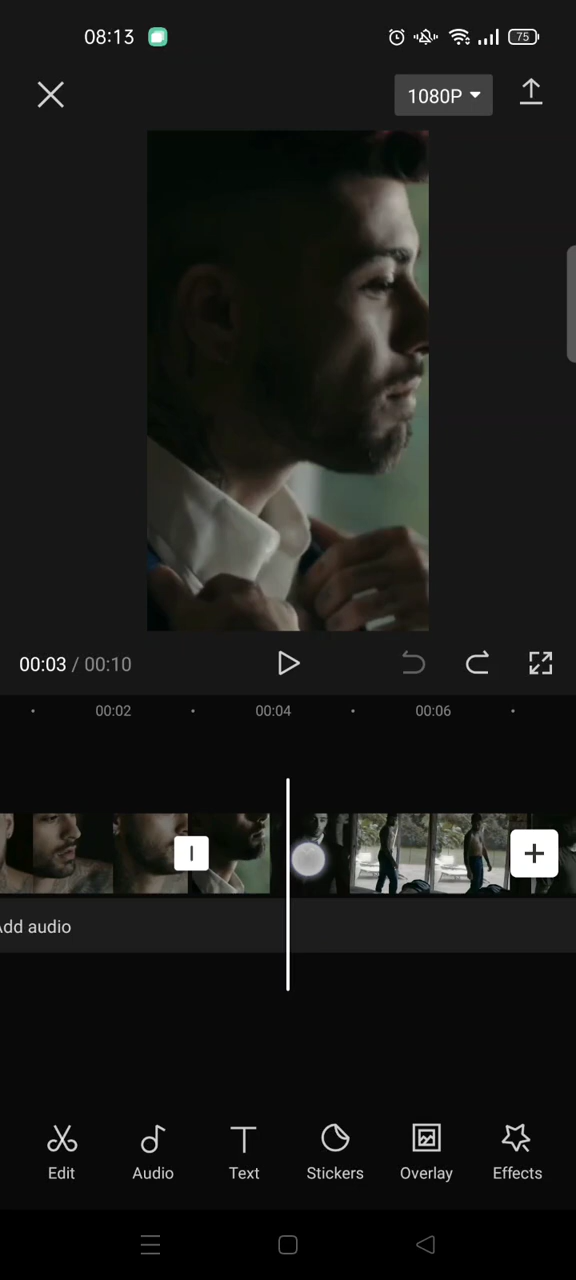 08:13
75
1080P
00:03 / 00:10
00:02
00:04
00:06
Add audio
Edit
Audio
Text
Stickers
Overlay
Effects